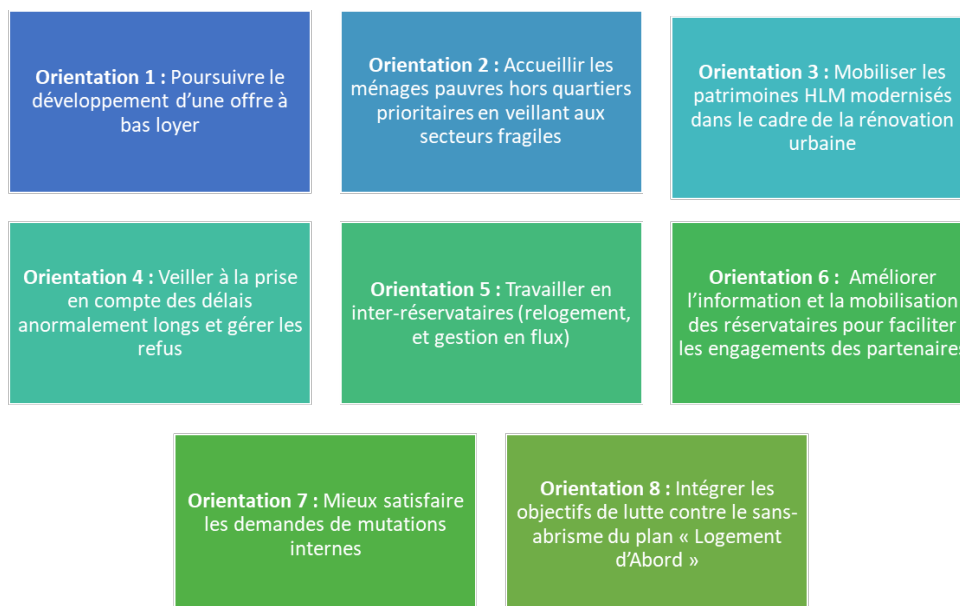 Orientation 1 : Poursuivre le
développement d'une offre à
bas loyer
Orientation 2 : Accueillir les
ménages pauvres hors quartiers
prioritaires en veillant aux
secteurs fragiles
Orientation 3 : Mobiliser les
patrimoines HLM modernisés
dans le cadre de la rénovation
urbaine
Orientation 4 : Veiller à la prise
en compte des délais
anormalement longs et gérer les
refus
Orientation 5 : Travailler en
inter-réservataires (relogement,
et gestion en flux)
Orientation 6 : Améliorer
l'information et la mobilisation
des réservataires pour faciliter
les engagements des partenaires
Orientation 7 : Mieux satisfaire
les demandes de mutations
internes
Orientation 8 : Intégrer les
objectifs de lutte contre le sans-
abrisme du plan « Logement
d'Abord »